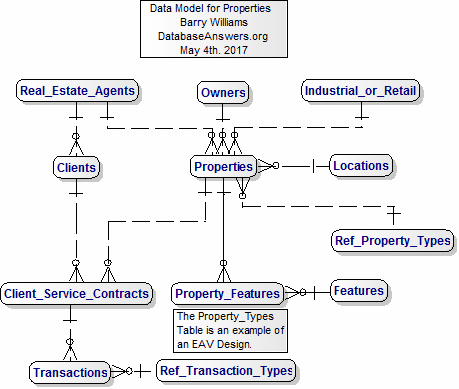 Data Model for Properties
Barry Williams
DatabaseAnswers.org
May 4th. 2017
Real_Estate_Agents
Owners
Industrial_or_Retail
Clients
Properties
Locations
Ref_Property_Types
Client_Service_Contracts
Property_Features
Features
The Property_Types
Table is an example of
an EAV Design.
Transactions
Ref_Transaction_Types